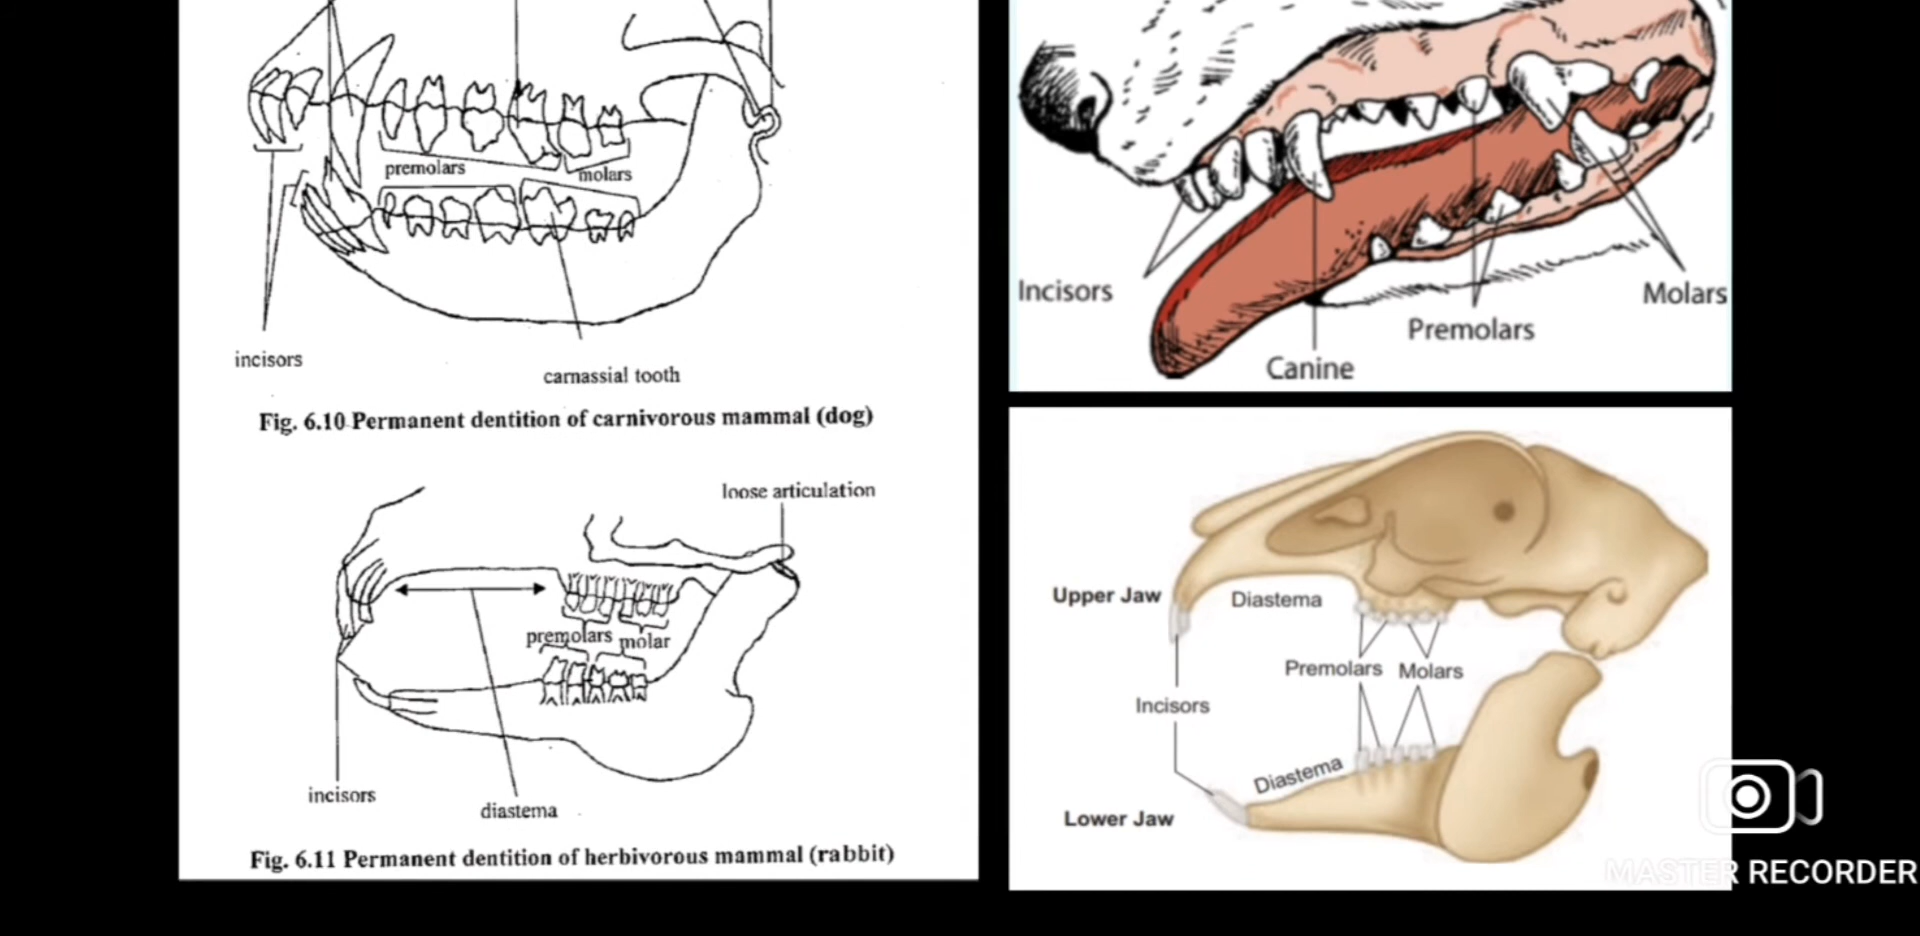 premolars
molars
incisors
carnassial tooth
Fig. 6.10 Permanent dentition of carnivorous mammal (dog)
loose articulation
premolars
molar
incisors
diastema
Fig. 6.11 Permanent dentition of herbivorous mammal (rabbit)
Incisors
Molars
Premolars
Canine
Upper Jaw
Diastema
Premolars
Molars
Incisors
Diastema
Lower Jaw
MASTER RECORDER